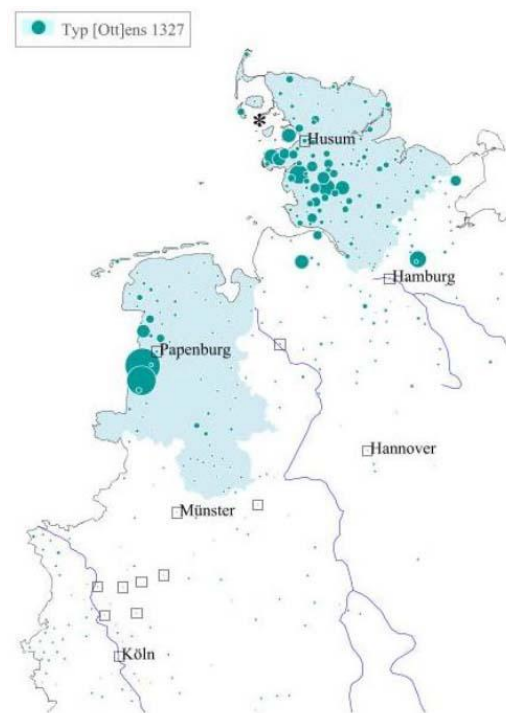 Typ [Ott]ens 1327
*
Husum
Hamburg
Papenburg
Hannover
Münster
Köln